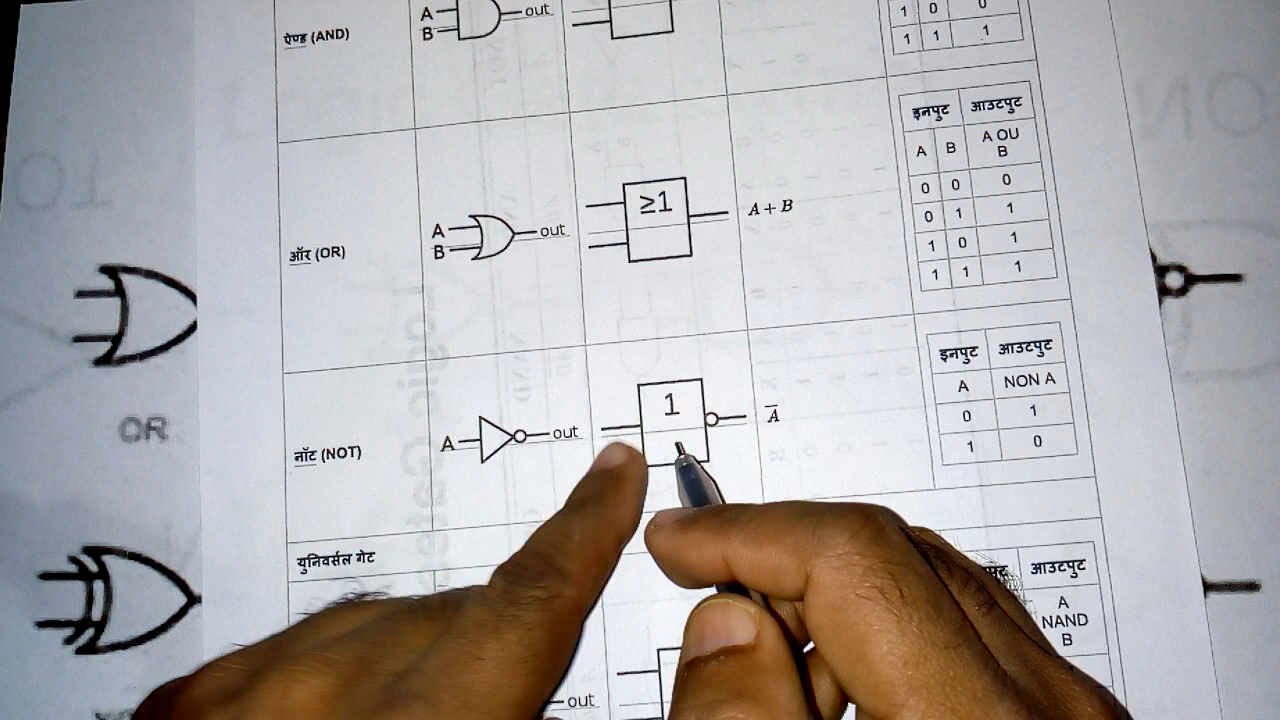 ऐण्ड (AND)
A
B
out
1 0 0
1 1 1
इनपुट आउटपुट
A B A OU B
0 0 0
0 1 1
1 0 1
1 1 1
ऑर (OR)
A
B
out
≥1
A + B
इनपुट आउटपुट
A NON A
0 1
1 0
नॉट (NOT)
A
out
1
A̅
युनिवर्सल गेट
आउटपुट
A
NAND
B
out
OR